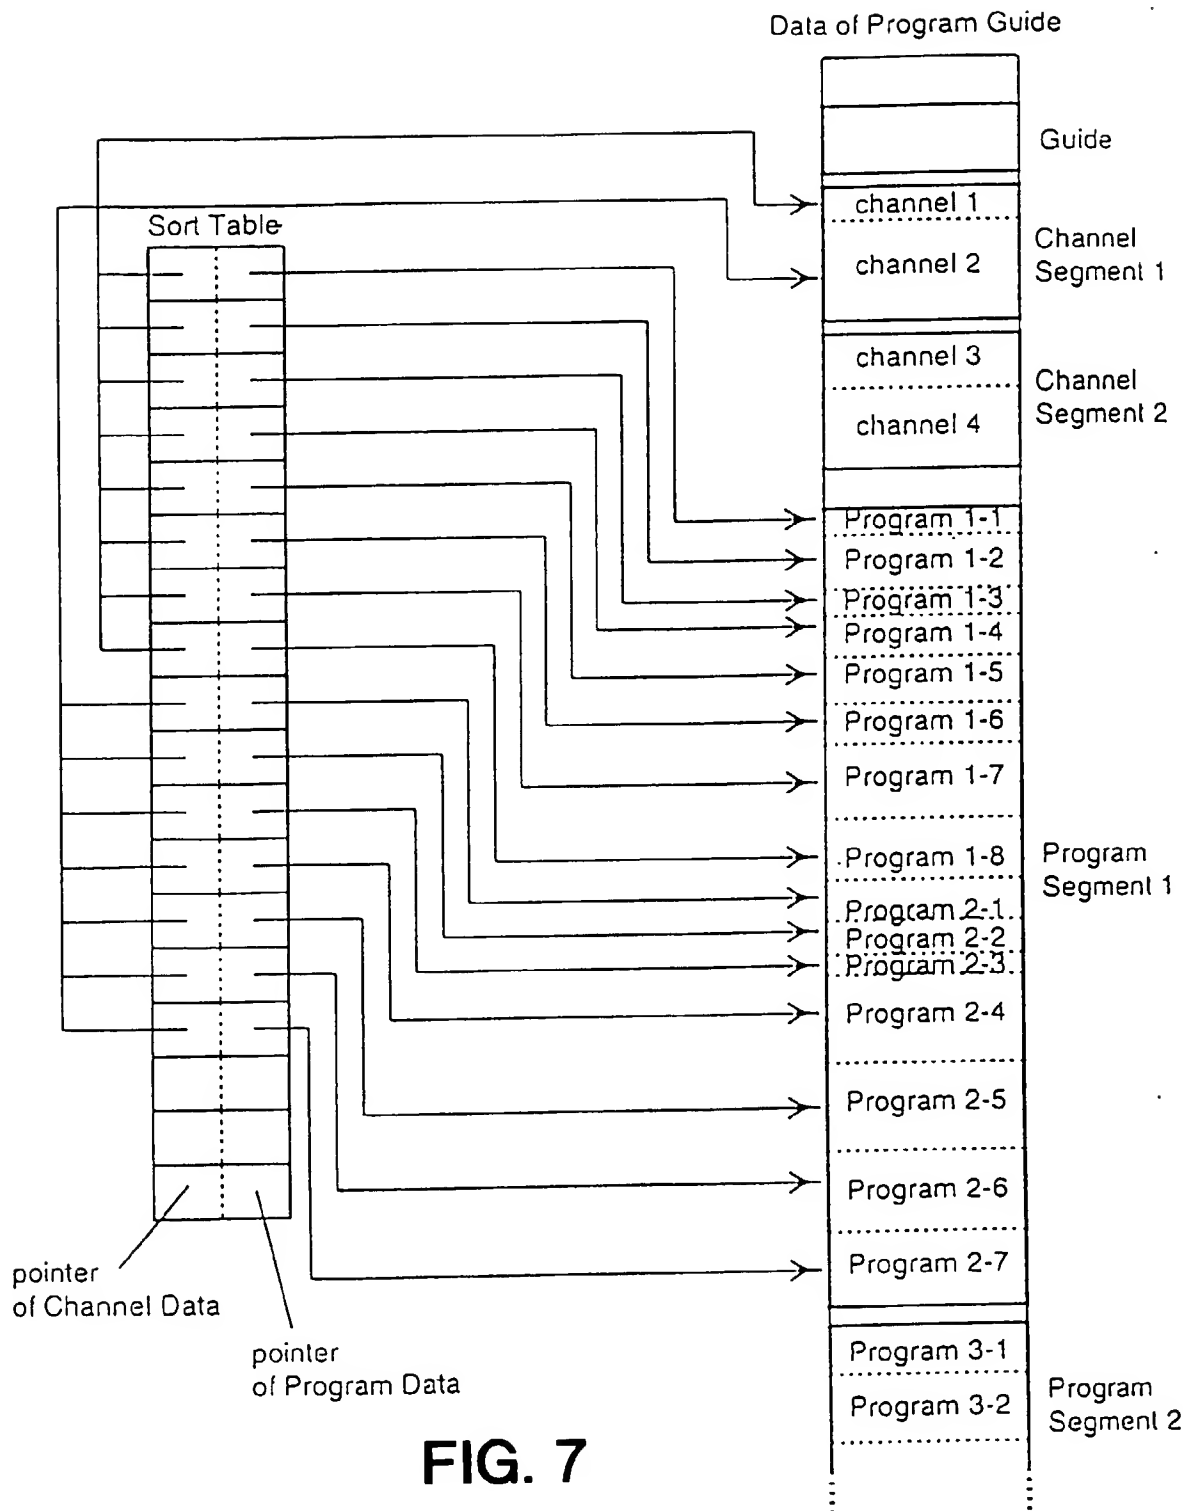 Data of Program Guide
Guide
Sort Table
channel 1
channel 2
Channel
Segment 1
channel 3
channel 4
Channel
Segment 2
Program 1-1
Program 1-2
Program 1-3
Program 1-4
Program 1-5
Program 1-6
Program 1-7
Program 1-8
Program 2-1
Program 2-2
Program 2-3
Program 2-4
Program 2-5
Program 2-6
Program 2-7
Program
Segment 1
Program 3-1
Program 3-2
Program
Segment 2
pointer
of Channel Data
pointer
of Program Data
FIG. 7